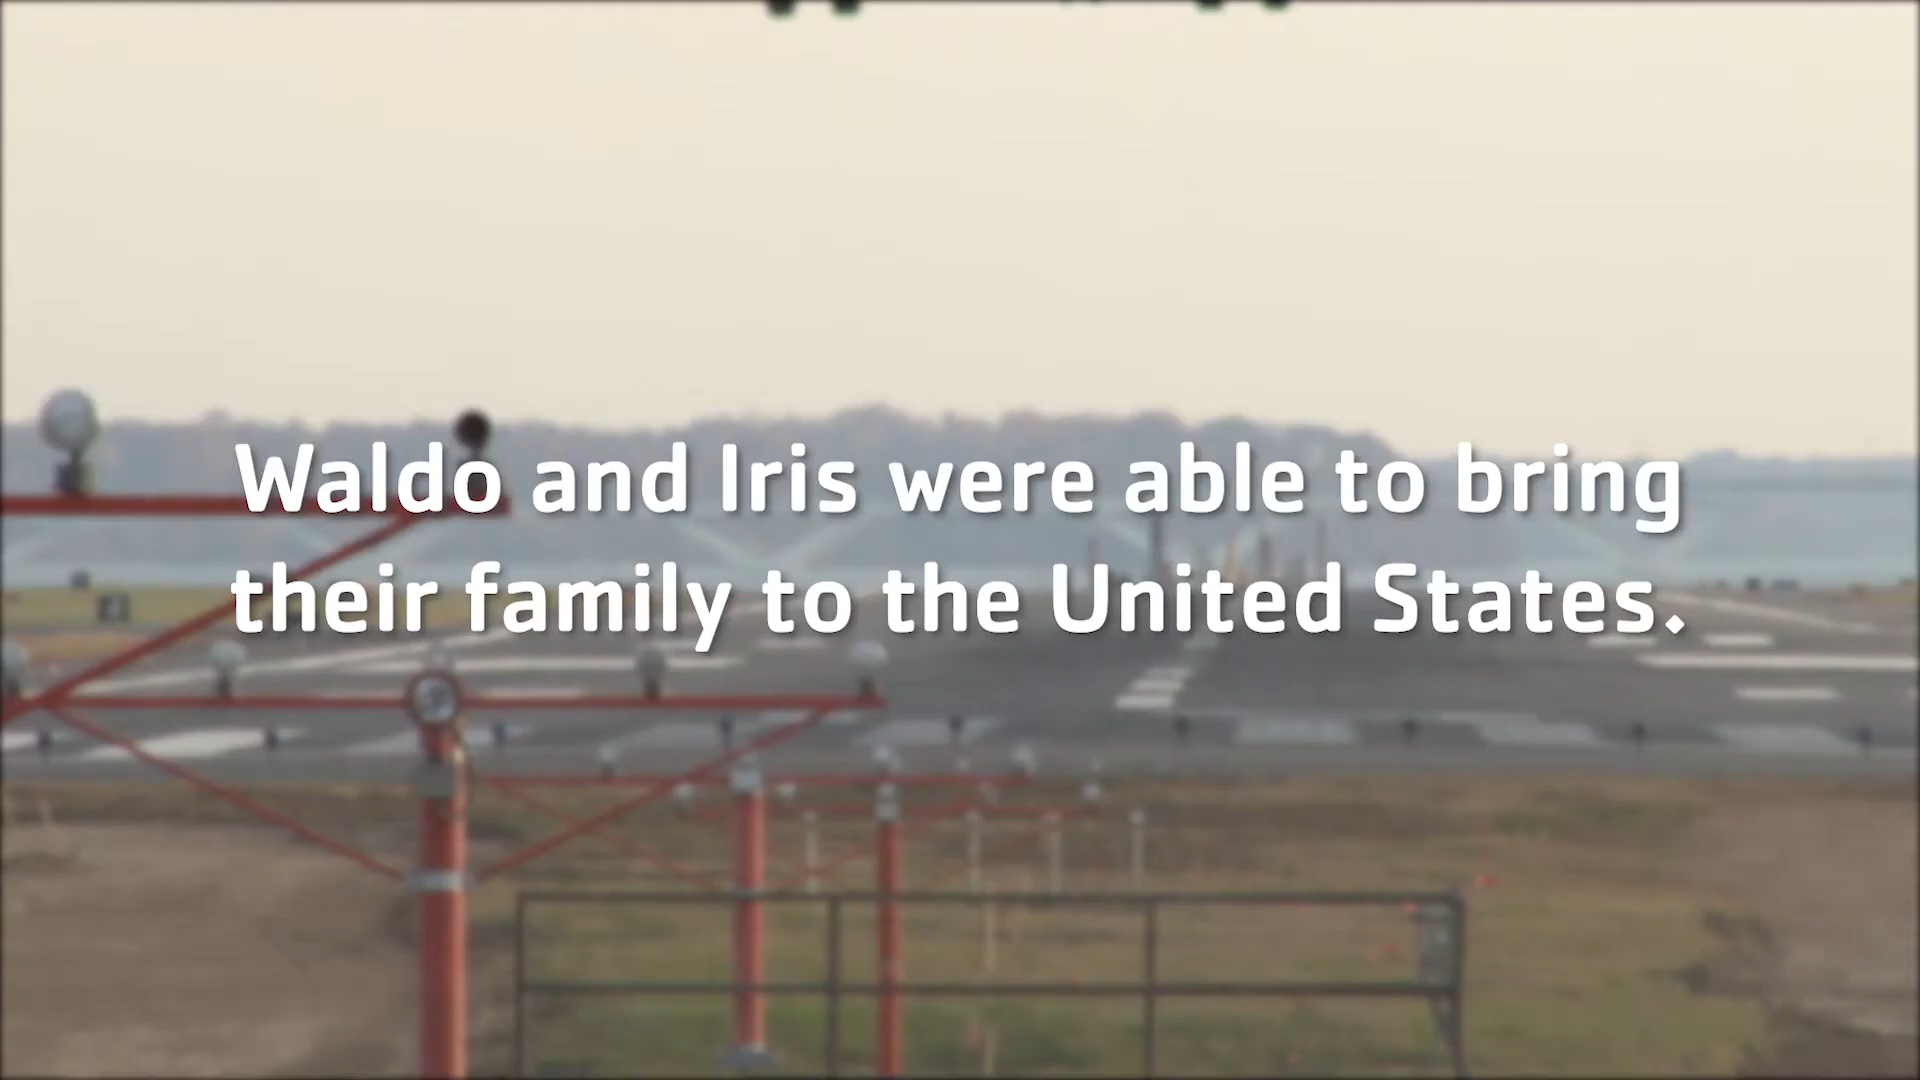 Waldo and Iris were able to bring
their family to the United States.